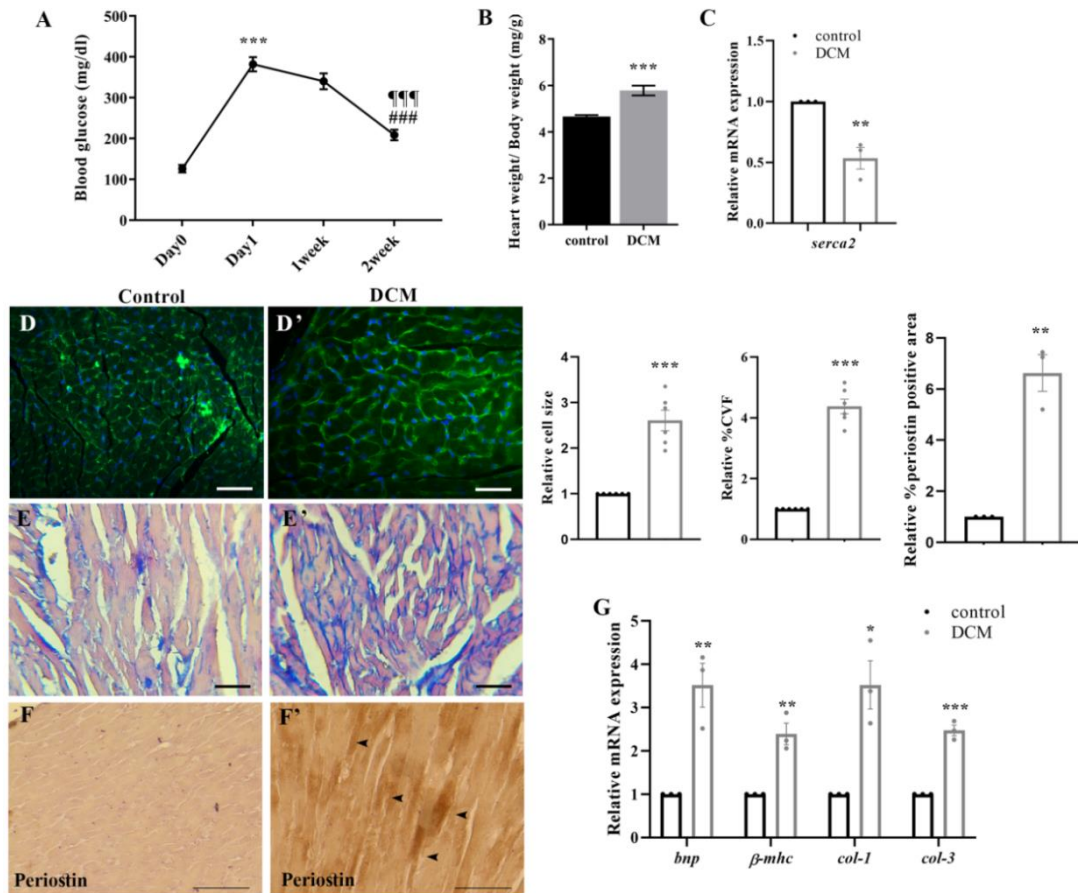 A
Blood glucose (mg/dl)
500
400
300
200
100
0
***
¶¶¶
###
Day0
Day1
1week
2week
B
Heart weight/ Body weight (mg/g)
8
6
4
2
0
***
control
DCM
C
control
DCM
Relative mRNA expression
1.5
1.0
0.5
0.0
**
serca2
Control
DCM
D
D'
E
E'
F
F'
Periostin
Periostin
Relative cell size
4
3
2
1
0
***
Relative %CVF
6
4
2
0
***
Relative %periostin positive area
10
8
6
4
2
0
**
G
control
DCM
Relative mRNA expression
5
4
3
2
1
0
**
**
*
***
bnp
β-mhc
col-1
col-3